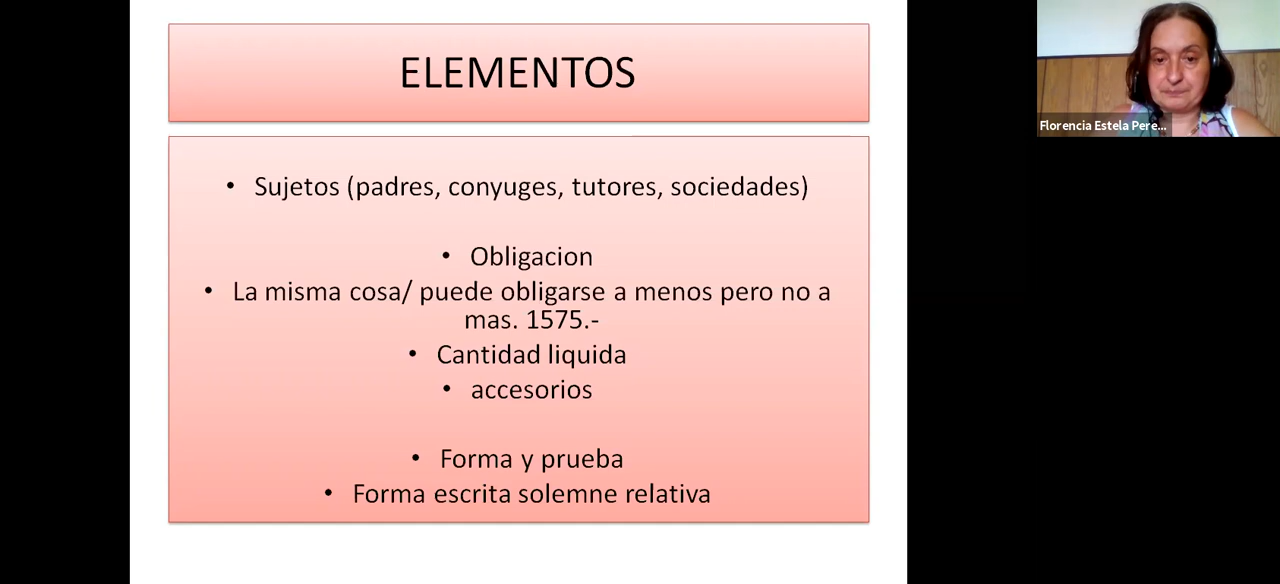 ELEMENTOS
• Sujetos (padres, conyuges, tutores, sociedades)
• Obligacion
• La misma cosa/ puede obligarse a menos pero no a
mas. 1575.-
• Cantidad liquida
• accesorios
• Forma y prueba
• Forma escrita solemne relativa
Florencia Estela Pere...